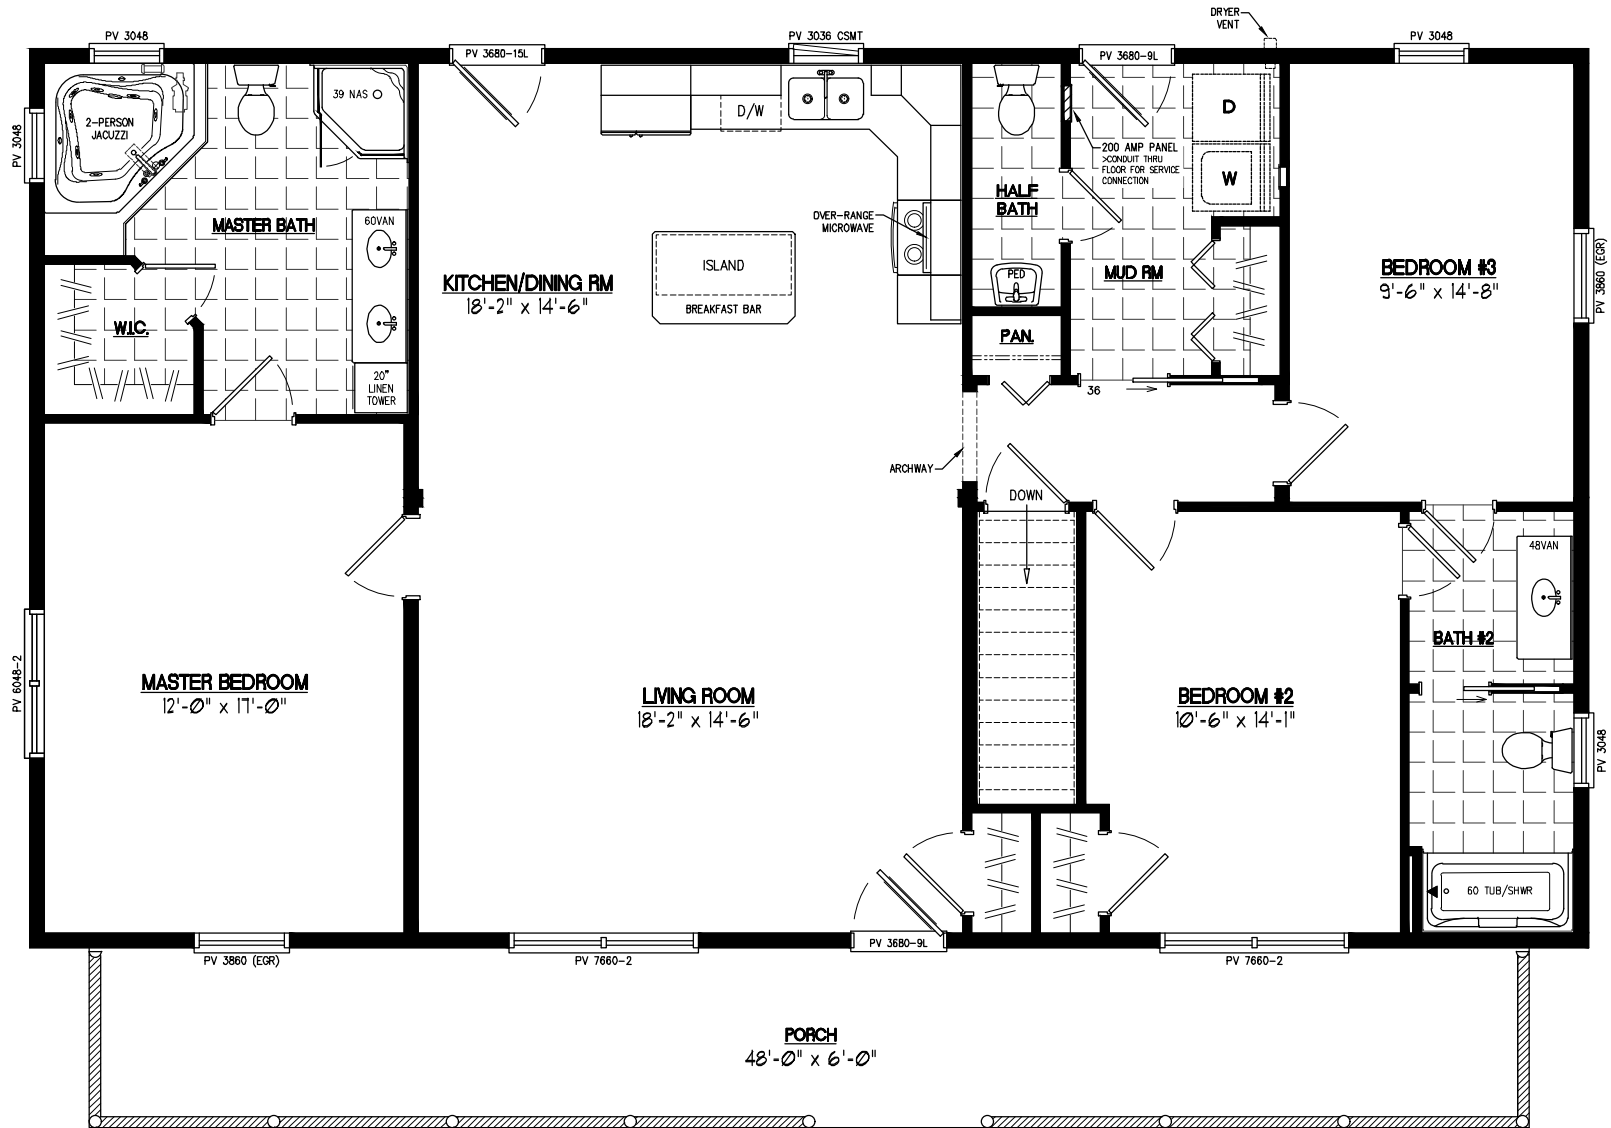 DRYER
VENT
PV 3048
PV 3680-15L
PV 3036 CSMT
PV 3680-9L
PV 3048
PV 3048
2-PERSON
JACUZZI
39 NAS
D/W
D
W
200 AMP PANEL
>CONDUIT THRU
FLOOR FOR SERVICE
CONNECTION
HALF
BATH
MASTER BATH
60VAN
OVER-RANGE
MICROWAVE
ISLAND
BREAKFAST BAR
KITCHEN/DINING RM
18'-2" x 14'-6"
PED
MUD RM
BEDROOM #3
9'-6" x 14'-8"
PV 3860 (EGR)
W.I.C.
PAN.
20"
LINEN
TOWER
36
ARCHWAY
DOWN
48VAN
BATH #2
PV 6048-2
MASTER BEDROOM
12'-0" x 17'-0"
LIVING ROOM
18'-2" x 14'-6"
BEDROOM #2
10'-6" x 14'-1"
PV 3048
60 TUB/SHWR
PV 3680-9L
PV 3860 (EGR)
PV 7660-2
PV 7660-2
PORCH
48'-0" x 6'-0"